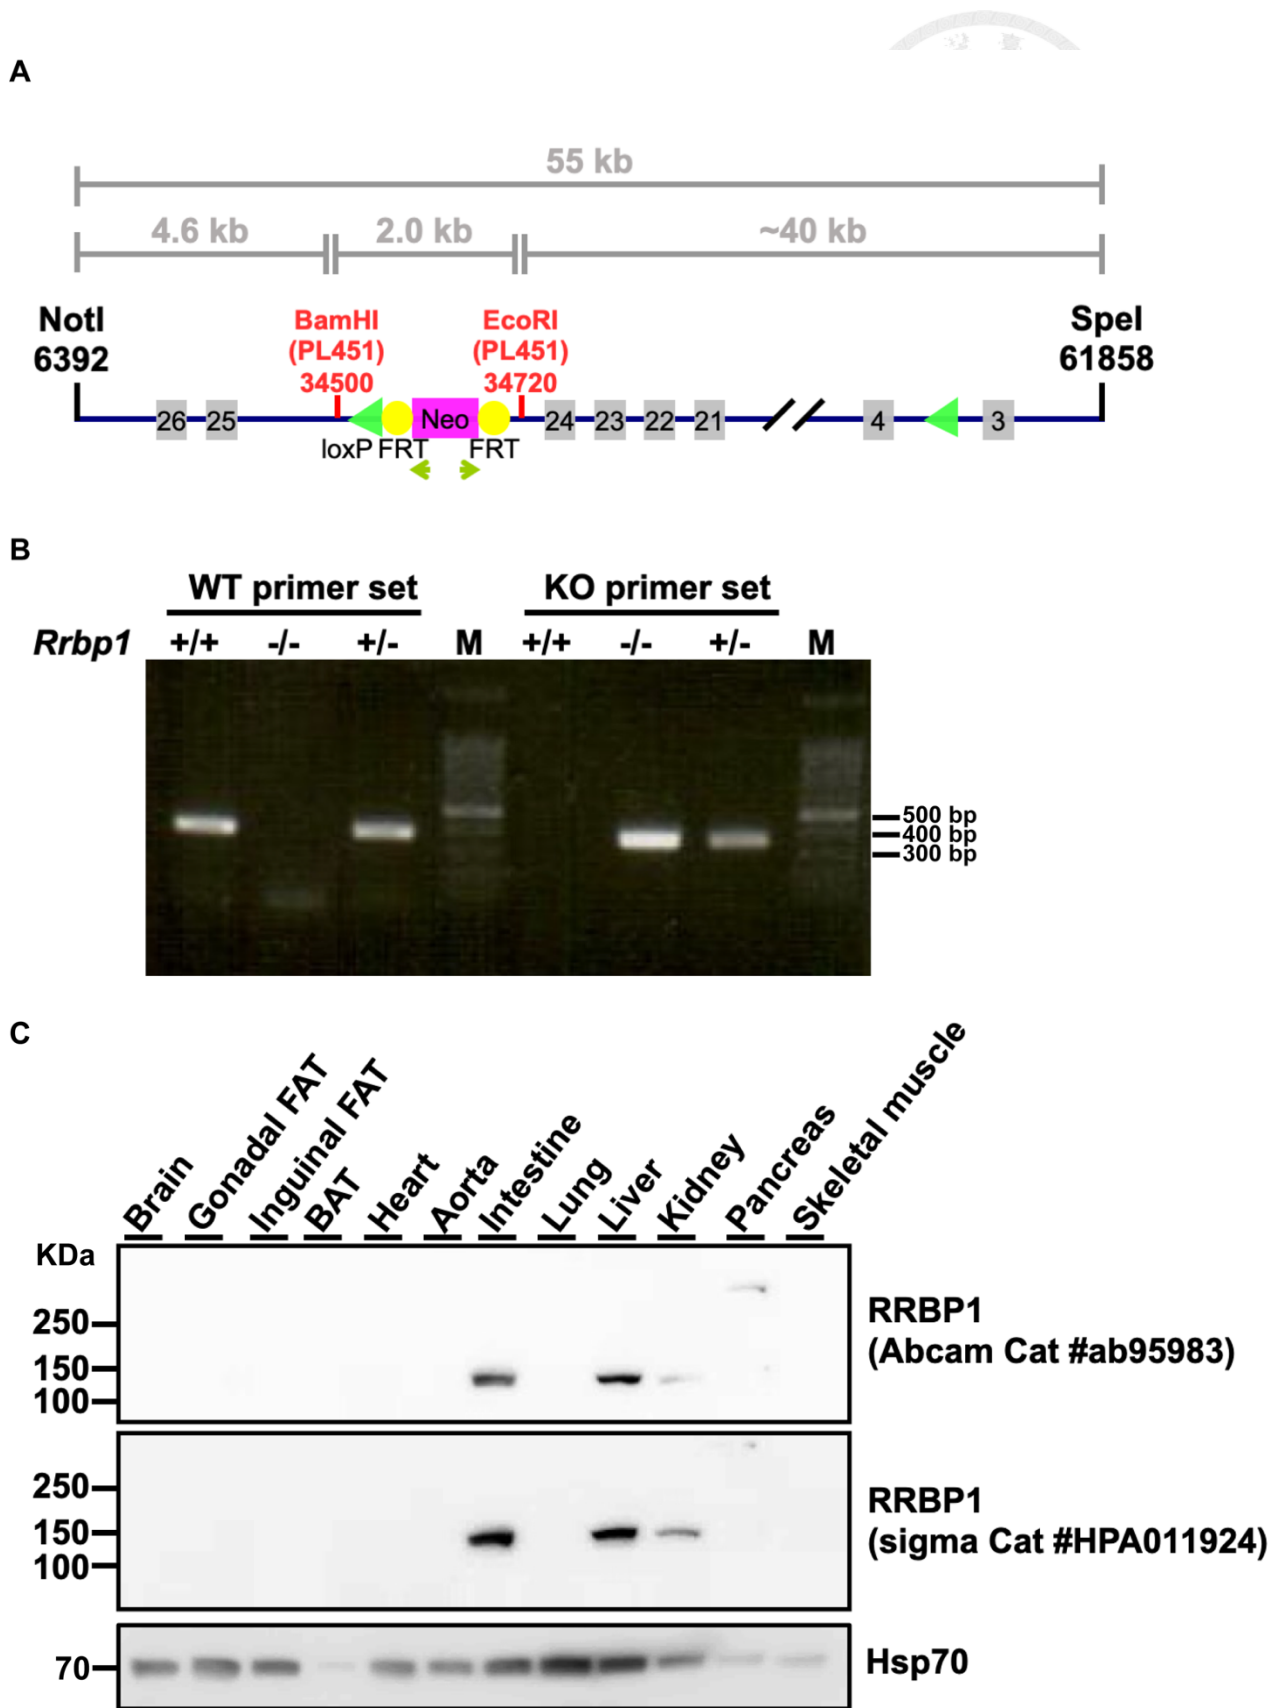 A
55 kb
4.6 kb 2.0 kb ~40 kb
NotI
6392
BamHI
(PL451)
34500
EcoRI
(PL451)
34720
SpeI
61858
26 25 Neo 24 23 22 21 4 3
loxP FRT FRT
B
WT primer set KO primer set
Rrbp1 +/+ -/- +/- M +/+ -/- +/- M
500 bp
400 bp
300 bp
C
Brain Gonadal FAT Inguinal FAT BAT Heart Aorta Intestine Lung Liver Kidney Pancreas Skeletal muscle
KDa
250
150
100
RRBP1
(Abcam Cat #ab95983)
250
150
100
RRBP1
(sigma Cat #HPA011924)
70
Hsp70